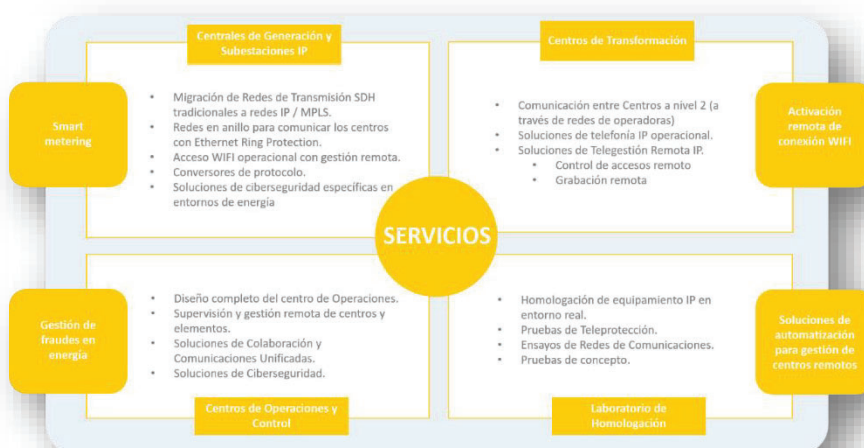 Centrales de Generación y
Subestaciones IP
Centros de Transformación
Smart
metering
• Migración de Redes de Transmisión SDH
tradicionales a redes IP / MPLS.
• Redes en anillo para comunicar los centros
con Ethernet Ring Protection.
• Acceso WIFI operacional con gestión remota.
• Conversores de protocolo.
• Soluciones de ciberseguridad específicas en
entornos de energía
• Comunicación entre Centros a nivel 2 (a
través de redes de operadoras)
• Soluciones de telefonía IP operacional.
• Soluciones de Telegestión Remota IP.
• Control de accesos remoto
• Grabación remota
Activación
remota de
conexión WIFI
SERVICIOS
Gestión de
fraudes en
energía
• Diseño completo del centro de Operaciones.
• Supervisión y gestión remota de centros y
elementos.
• Soluciones de Colaboración y
Comunicaciones Unificadas.
• Soluciones de Ciberseguridad.
• Homologación de equipamiento IP en
entorno real.
• Pruebas de Teleprotección.
• Ensayos de Redes de Comunicaciones.
• Pruebas de concepto.
Soluciones de
automatización
para gestión de
centros remotos
Centros de Operaciones y
Control
Laboratorio de
Homologación